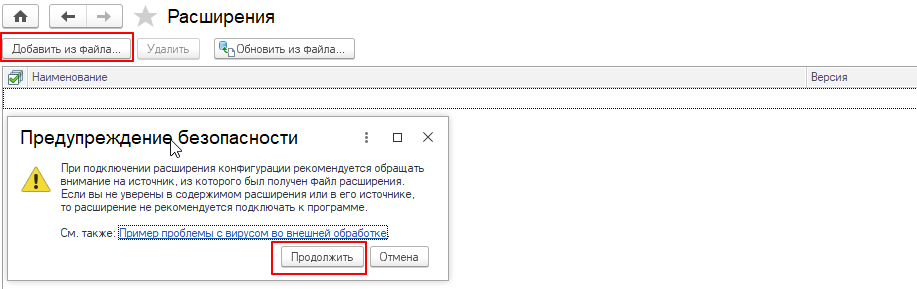 Расширения
Добавить из файла... Удалить Обновить из файла...
Наименование Версия
Предупреждение безопасности
При подключении расширения конфигурации рекомендуется обращать
внимание на источник, из которого был получен файл расширения.
Если вы не уверены в содержимом расширения или в его источнике,
то расширение не рекомендуется подключать к программе.
См. также: Пример проблемы с вирусом во внешней обработке
Продолжить Отмена